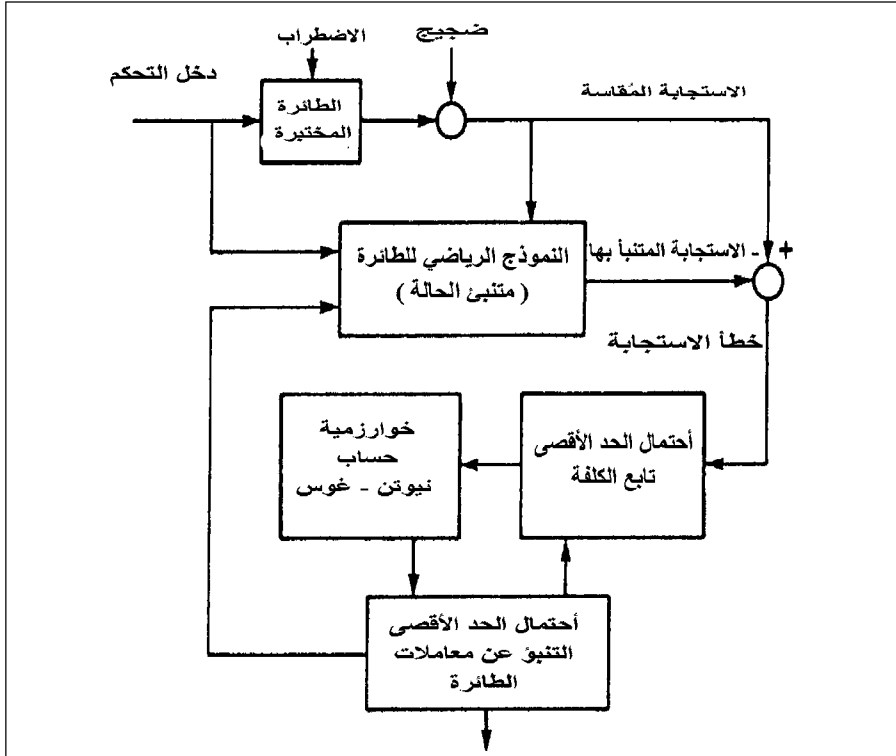 الاضطراب
ضجيج
دخل التحكم
الاستجابة المُقاسة
الطائرة
المختبرة
النموذج الرياضي للطائرة
( متنبئ الحالة )
- الاستجابة المتنبأ بها
+
خطأ الاستجابة
أحتمال الحد الأقصى
تابع الكلفة
خوارزمية
حساب
نيوتن - غوس
أحتمال الحد الأقصى
التنبؤ عن معاملات
الطائرة